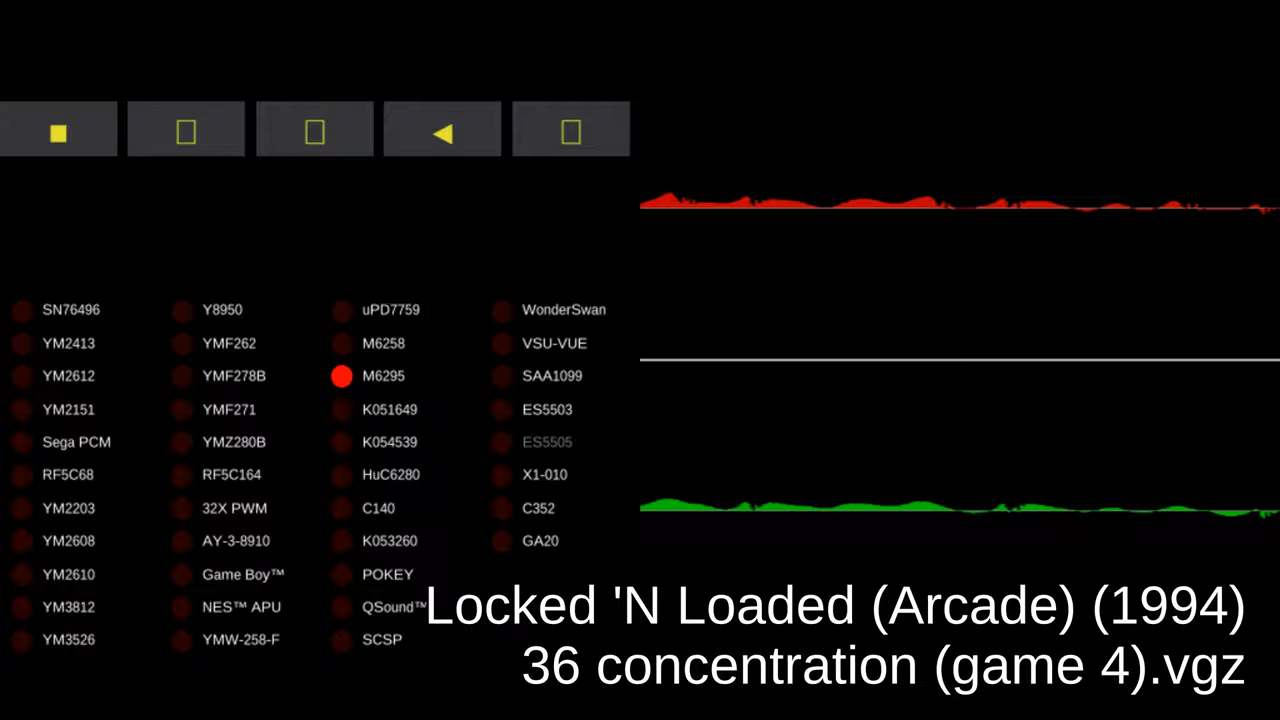 SN76496 Y8950 uPD7759 WonderSwan
YM2413 YMF262 M6258 VSU-VUE
YM2612 YMF278B M6295 SAA1099
YM2151 YMF271 K051649 ES5503
Sega PCM YMZ280B K054539 ES5505
RF5C68 RF5C164 HuC6280 X1-010
YM2203 32X PWM C140 C352
YM2608 AY-3-8910 K053260 GA20
YM2610 Game Boy™ POKEY
YM3812 NES™ APU QSound™
YM3526 YMW-258-F SCSP
Locked 'N Loaded (Arcade) (1994)
36 concentration (game 4).vgz